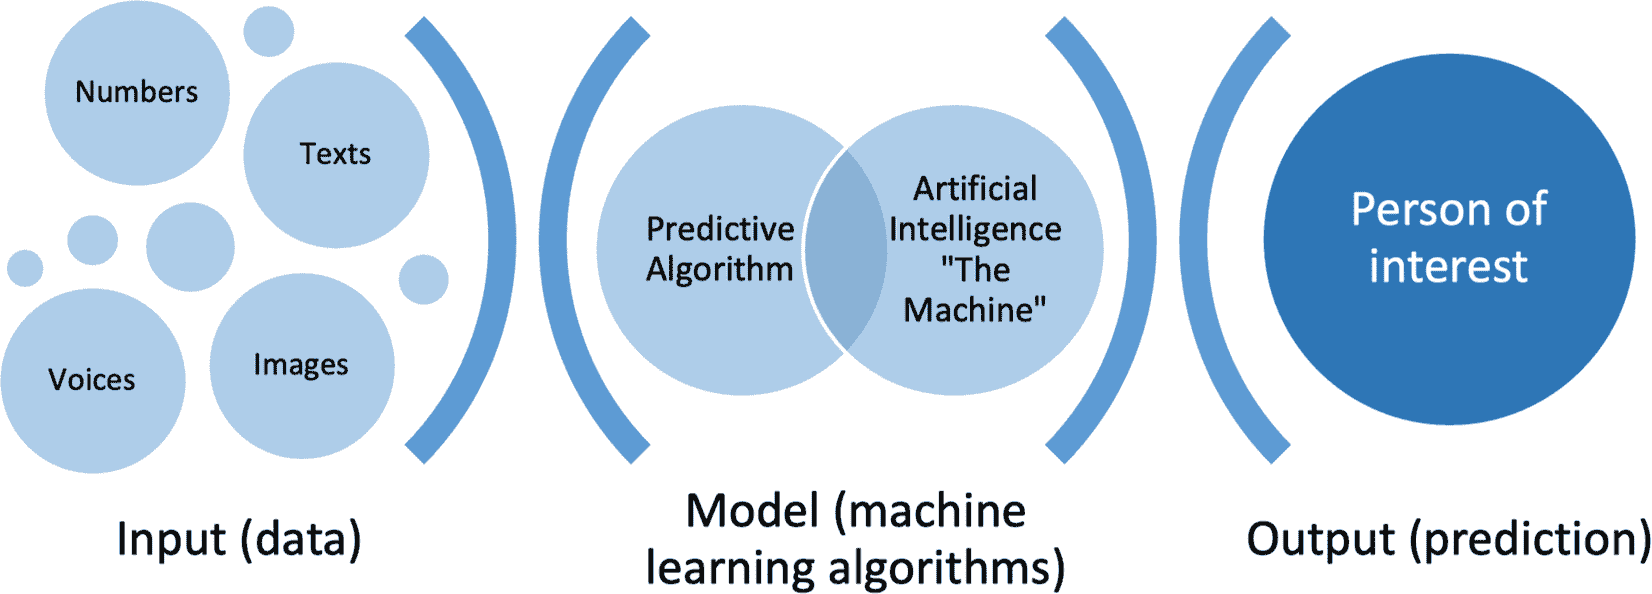 Numbers
Texts
Voices
Images
Input (data)
Predictive
Algorithm
Artificial
Intelligence
"The
Machine"
Model (machine
learning algorithms)
Person of
interest
Output (prediction)